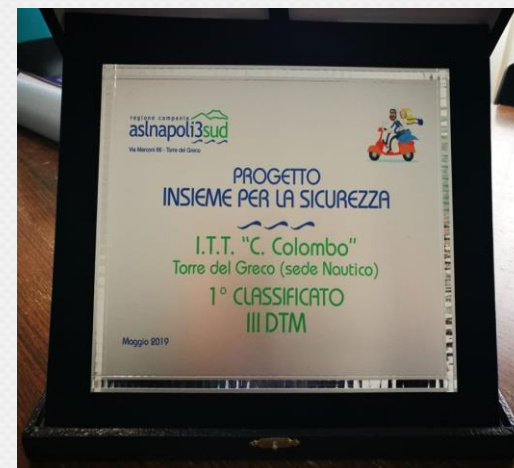 regione campania
aslnapoli3sud
Via Marconi 66 - Torre del Greco
PROGETTO
INSIEME PER LA SICUREZZA
I.T.T. "C. Colombo"
Torre del Greco (sede Nautico)
1° CLASSIFICATO
III DTM
Maggio 2019